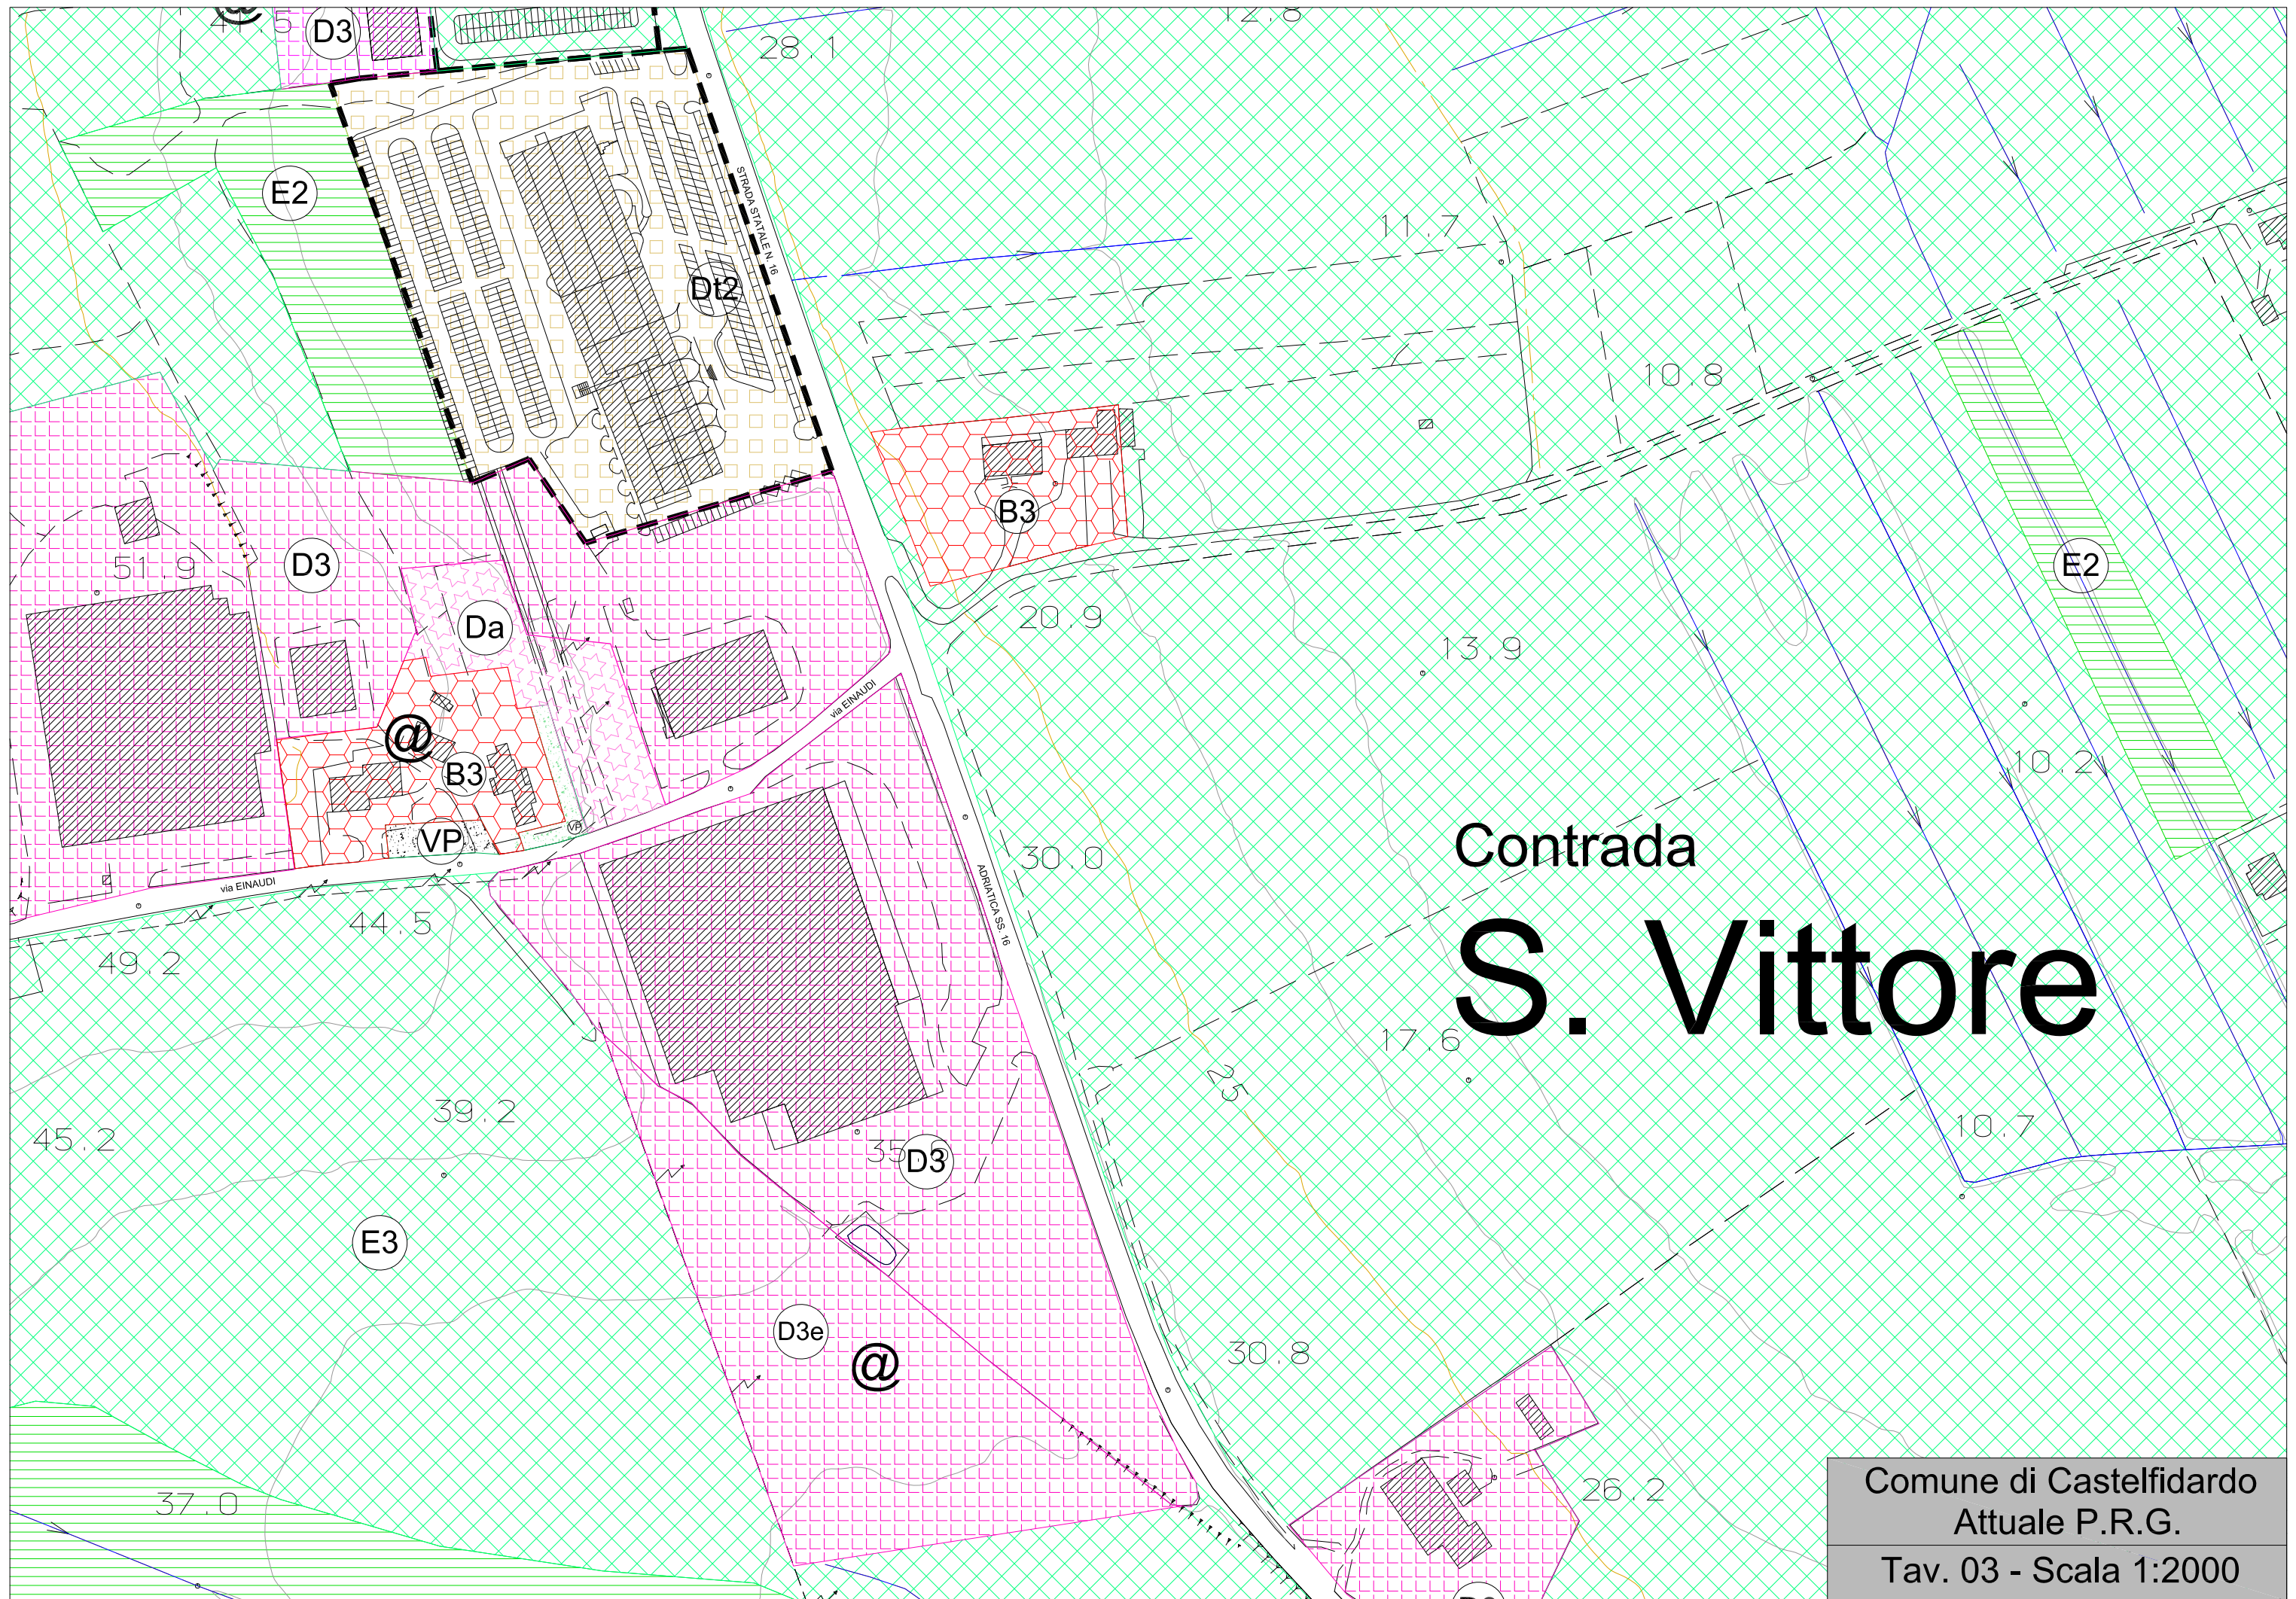 D3
28.1
E2
STRADA STATALE N. 16
11.7
Dt2
10.8
B3
51.9
D3
E2
Da
20.9
13.9
via EINAUDI
@
B3
10.2
VP
VP
Contrada
30.0
via EINAUDI
ADRIATICA SS. 16
44.5
49.2
S. Vittore
17.6
25
39.2
45.2
10.7
D3
E3
D3e
@
30.8
37.0
26.2
Comune di Castelfidardo
Attuale P.R.G.
Tav. 03 - Scala 1:2000